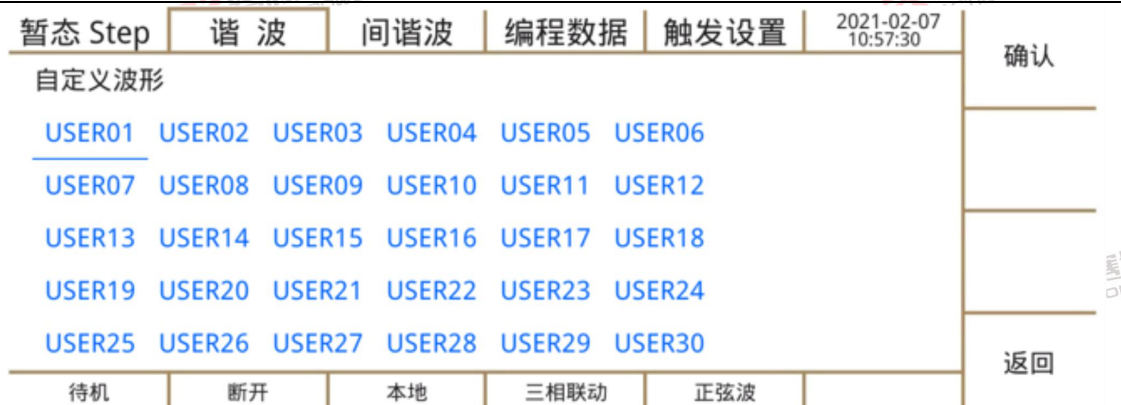 暂态 Step 谐 波 间谐波 编程数据 触发设置 2021-02-07 10:57:30
确认
自定义波形
USER01 USER02 USER03 USER04 USER05 USER06
USER07 USER08 USER09 USER10 USER11 USER12
USER13 USER14 USER15 USER16 USER17 USER18
USER19 USER20 USER21 USER22 USER23 USER24
USER25 USER26 USER27 USER28 USER29 USER30
返回
待机 断开 本地 三相联动 正弦波